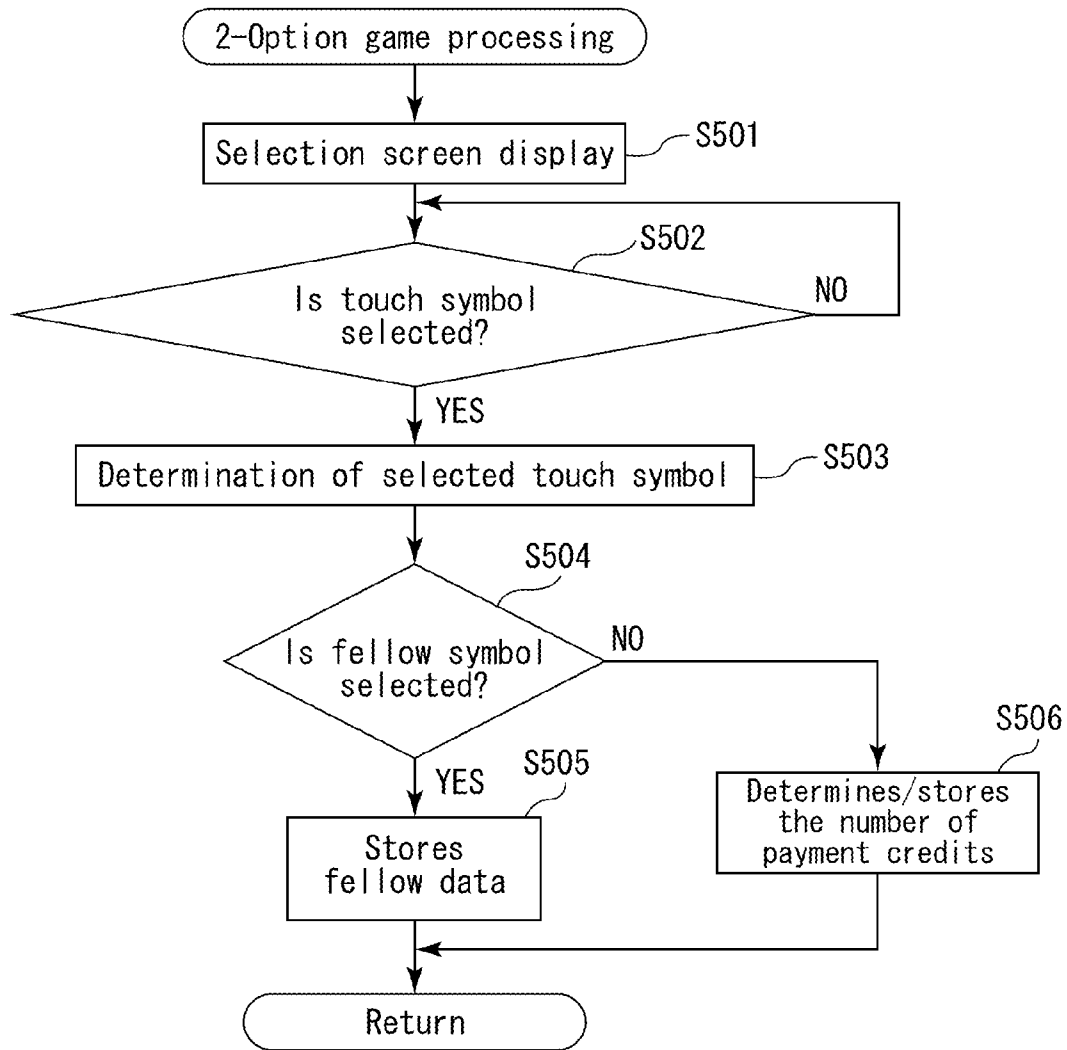 2-Option game processing
Selection screen display
S501
S502
Is touch symbol
selected?
NO
YES
Determination of selected touch symbol
S503
S504
Is fellow symbol
selected?
NO
YES
S505
Stores
fellow data
S506
Determines/stores
the number of
payment credits
Return